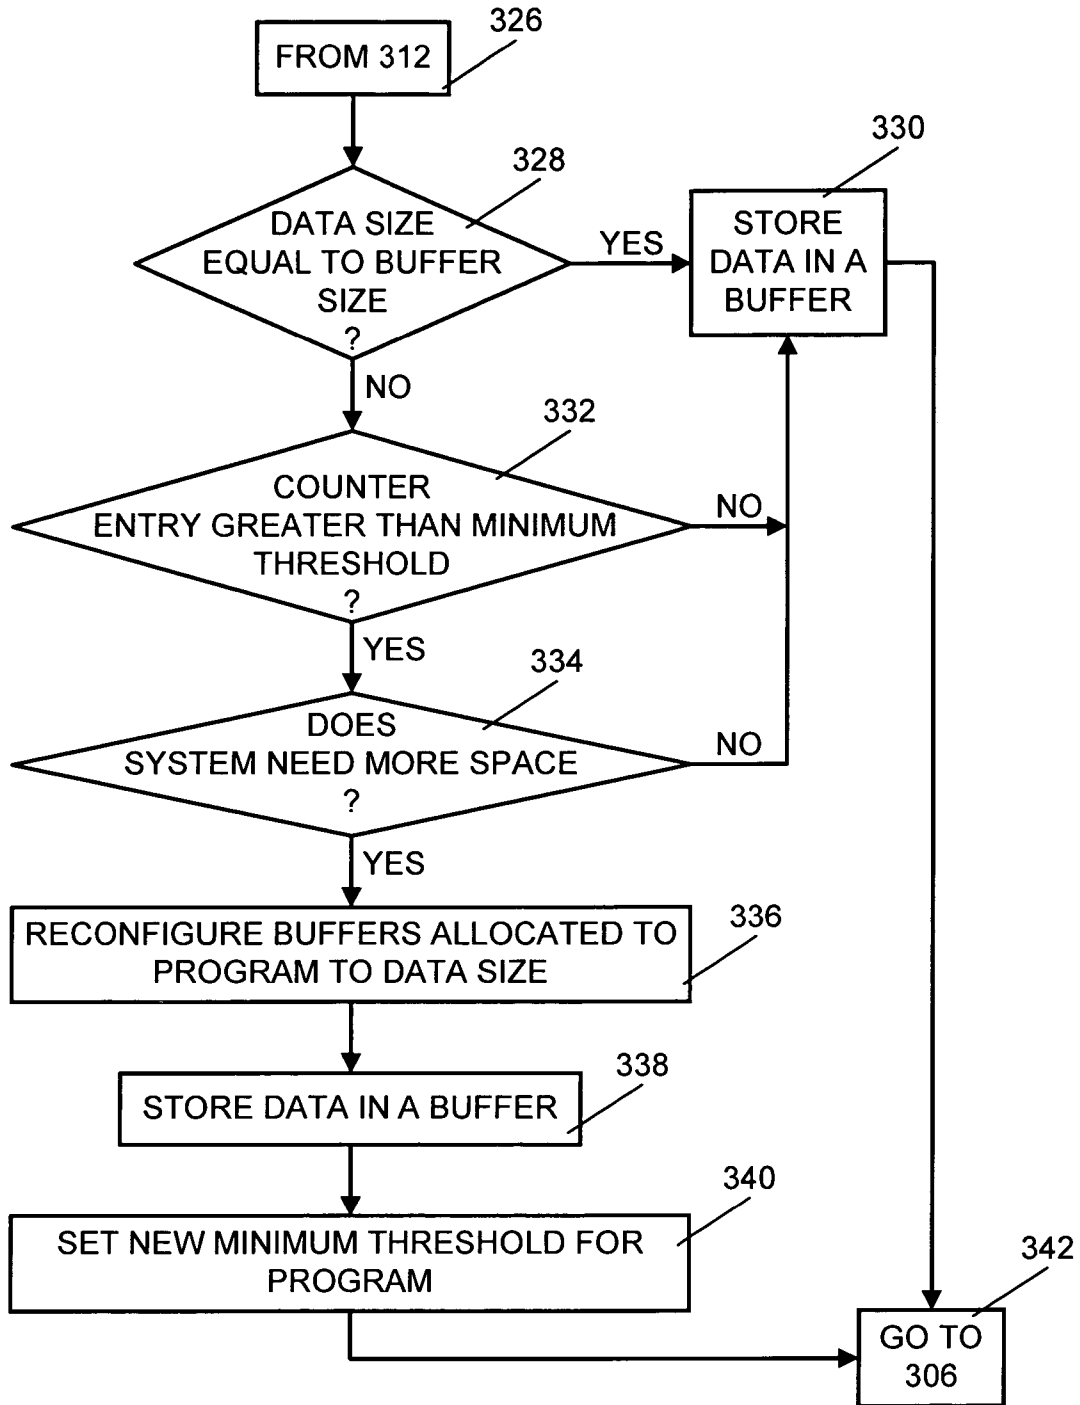 326
FROM 312
328
DATA SIZE
EQUAL TO BUFFER
SIZE
?
YES
330
STORE
DATA IN A
BUFFER
NO
332
COUNTER
ENTRY GREATER THAN MINIMUM
THRESHOLD
?
NO
YES
334
DOES
SYSTEM NEED MORE SPACE
?
NO
YES
336
RECONFIGURE BUFFERS ALLOCATED TO
PROGRAM TO DATA SIZE
338
STORE DATA IN A BUFFER
340
SET NEW MINIMUM THRESHOLD FOR
PROGRAM
342
GO TO
306